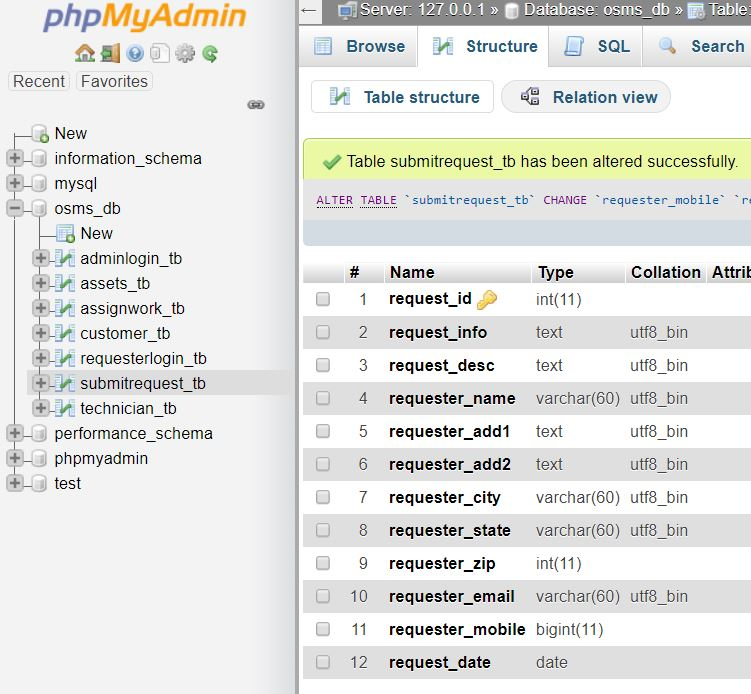 phpMyAdmin
Recent Favorites
New
information_schema
mysql
osms_db
New
adminlogin_tb
assets_tb
assignwork_tb
customer_tb
requesterlogin_tb
submitrequest_tb
technician_tb
performance_schema
phpmyadmin
test
Server: 127.0.0.1 » Database: osms_db » Table:
Browse Structure SQL Search
Table structure Relation view
Table submitrequest_tb has been altered successfully.
ALTER TABLE `submitrequest_tb` CHANGE `requester_mobile` `re
# Name Type Collation Attrib
1 request_id int(11)
2 request_info text utf8_bin
3 request_desc text utf8_bin
4 requester_name varchar(60) utf8_bin
5 requester_add1 text utf8_bin
6 requester_add2 text utf8_bin
7 requester_city varchar(60) utf8_bin
8 requester_state varchar(60) utf8_bin
9 requester_zip int(11)
10 requester_email varchar(60) utf8_bin
11 requester_mobile bigint(11)
12 request_date date